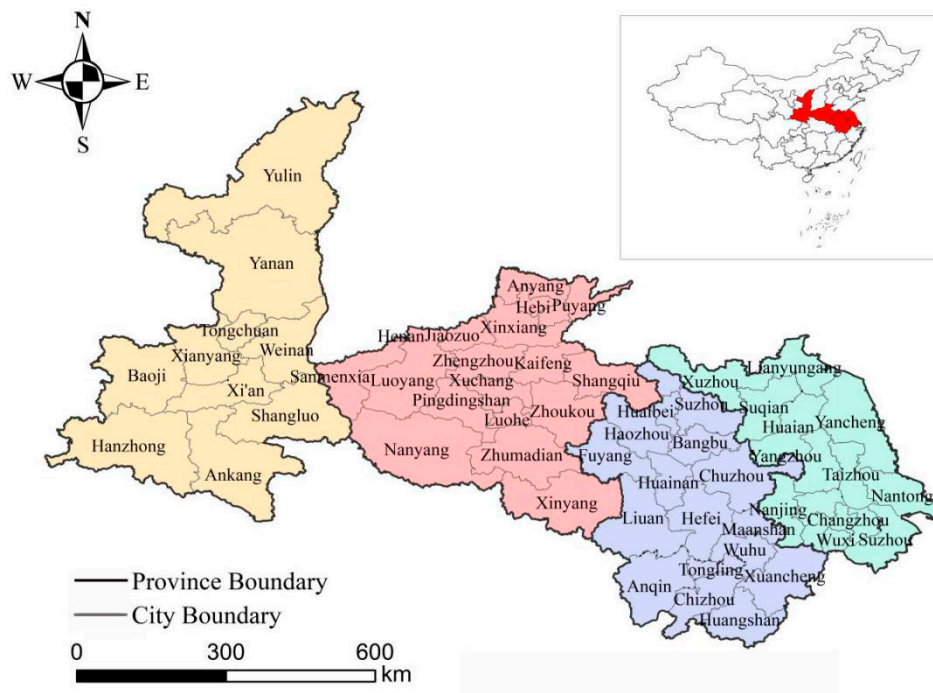 N
W E
S
Yulin
Yanan
Tongchuan
Xianyang
Weinan
Baoji
Xi'an
Shangluo
Hanzhong
Ankang
Anyang
Hebi
Puyang
Henan
Jiaozuo
Xinxiang
Sanmenxia
Luoyang
Zhengzhou
Kaifeng
Xuchang
Shangqiu
Pingdingshan
Luohe
Zhoukou
Nanyang
Zhumadian
Xinyang
Huaibei
Suzhou
Haozhou
Bangbu
Fuyang
Huainan
Chuzhou
Liuan
Hefei
Maanshan
Wuhu
Tongling
Xuancheng
Anqin
Chizhou
Huangshan
Xuzhou
Lianyungang
Suqian
Huaian
Yancheng
Yangzhou
Taizhou
Nantong
Nanjing
Changzhou
Wuxi
Suzhou
Province Boundary
City Boundary
0 300 600
km